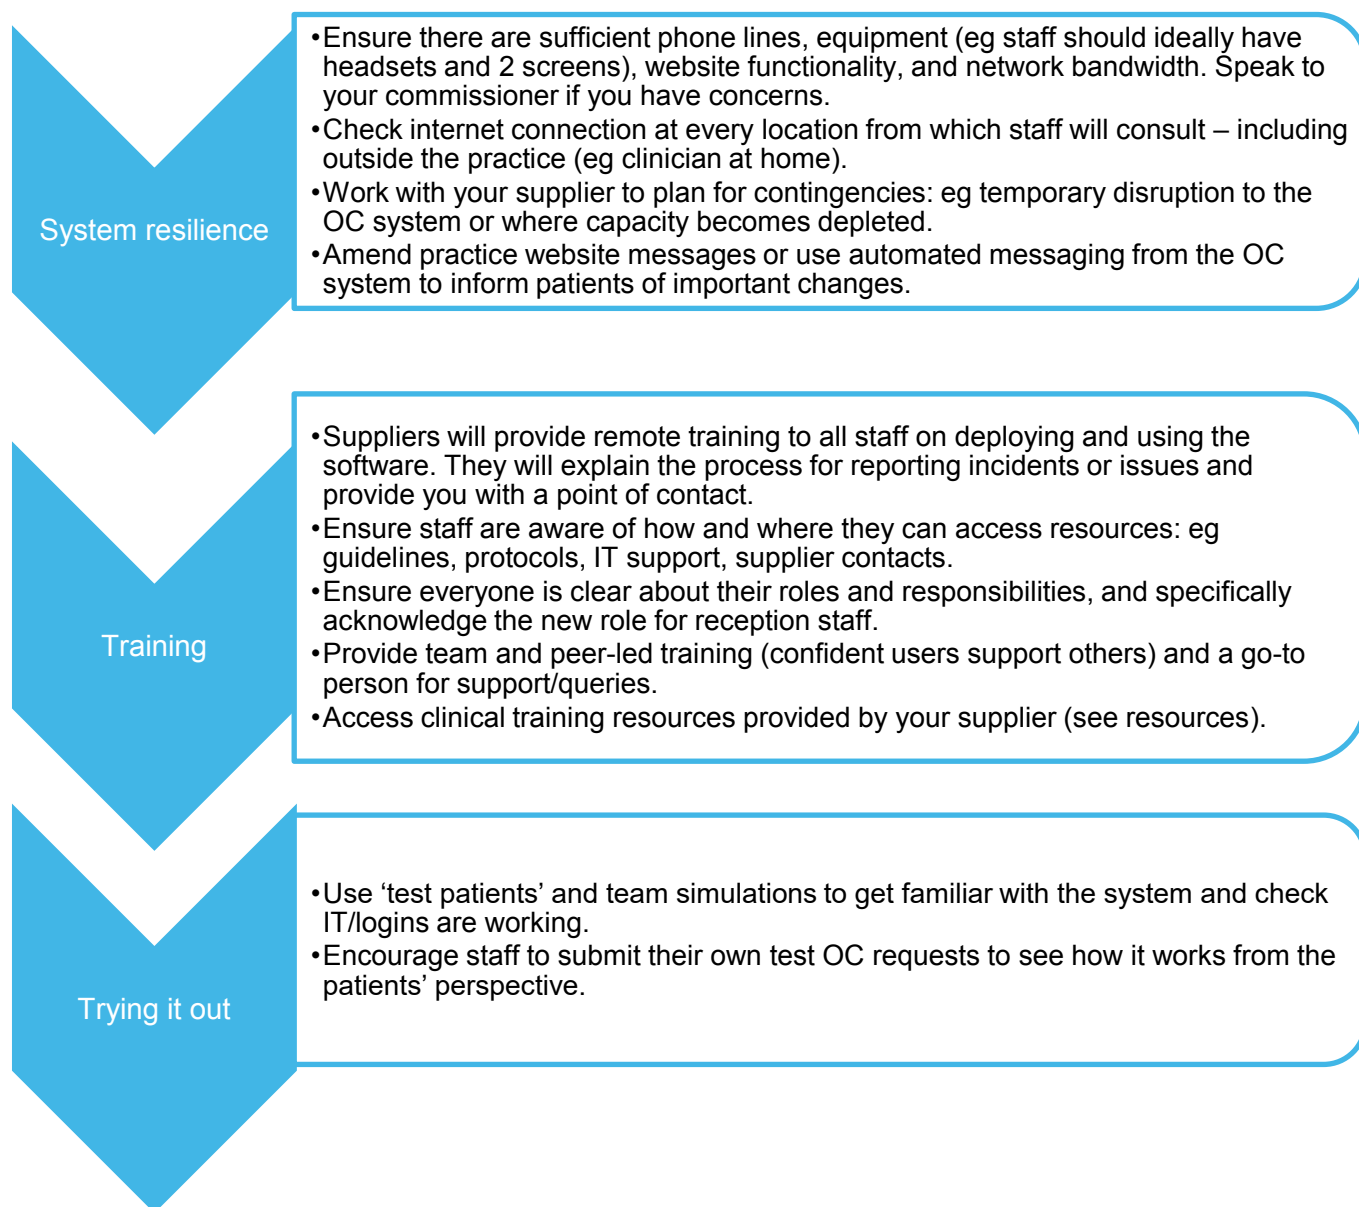 System resilience
•Ensure there are sufficient phone lines, equipment (eg staff should ideally have
headsets and 2 screens), website functionality, and network bandwidth. Speak to
your commissioner if you have concerns.
•Check internet connection at every location from which staff will consult – including
outside the practice (eg clinician at home).
•Work with your supplier to plan for contingencies: eg temporary disruption to the
OC system or where capacity becomes depleted.
•Amend practice website messages or use automated messaging from the OC
system to inform patients of important changes.
Training
•Suppliers will provide remote training to all staff on deploying and using the
software. They will explain the process for reporting incidents or issues and
provide you with a point of contact.
•Ensure staff are aware of how and where they can access resources: eg
guidelines, protocols, IT support, supplier contacts.
•Ensure everyone is clear about their roles and responsibilities, and specifically
acknowledge the new role for reception staff.
•Provide team and peer-led training (confident users support others) and a go-to
person for support/queries.
•Access clinical training resources provided by your supplier (see resources).
Trying it out
•Use ‘test patients’ and team simulations to get familiar with the system and check
IT/logins are working.
•Encourage staff to submit their own test OC requests to see how it works from the
patients’ perspective.